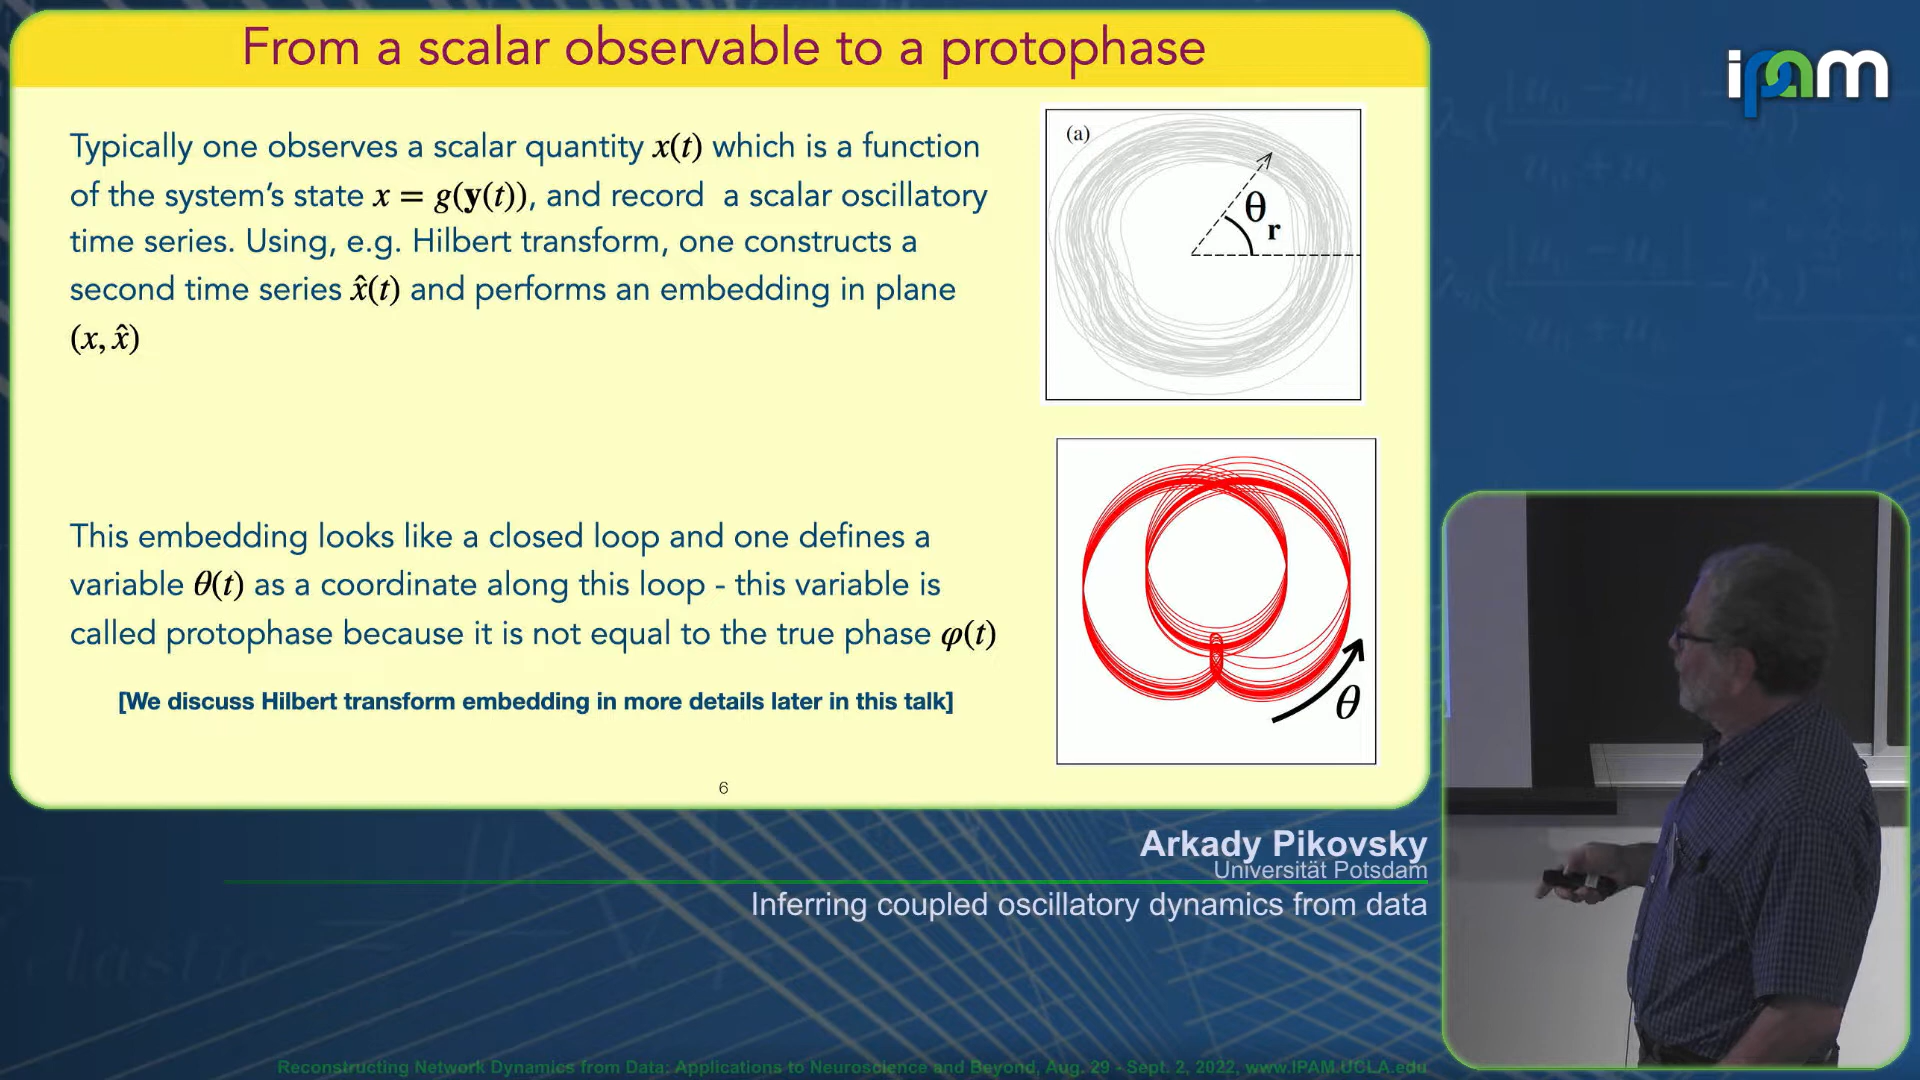 From a scalar observable to a protophase
ipam
Typically one observes a scalar quantity x(t) which is a function
of the system's state x = g(y(t)), and record a scalar oscillatory
time series. Using, e.g. Hilbert transform, one constructs a
second time series x̂(t) and performs an embedding in plane
(x, x̂)
(a)
θ
r
This embedding looks like a closed loop and one defines a
variable θ(t) as a coordinate along this loop - this variable is
called protophase because it is not equal to the true phase φ(t)
[We discuss Hilbert transform embedding in more details later in this talk]
θ
6
Arkady Pikovsky
Universität Potsdam
Inferring coupled oscillatory dynamics from data
Reconstructing Network Dynamics from Data: Applications to Neuroscience and Beyond, Aug. 29 - Sept. 2, 2022, www.IPAM.UCLA.edu